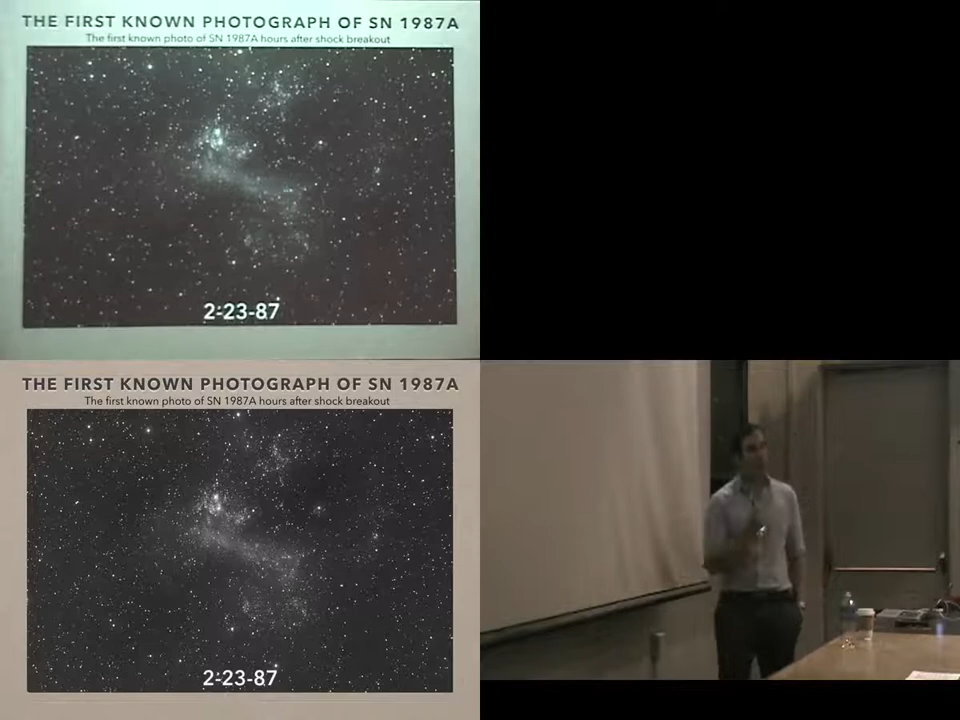 THE FIRST KNOWN PHOTOGRAPH OF SN 1987A
The first known photo of SN 1987A hours after shock breakout
2-23-87
THE FIRST KNOWN PHOTOGRAPH OF SN 1987A
The first known photo of SN 1987A hours after shock breakout
2-23-87